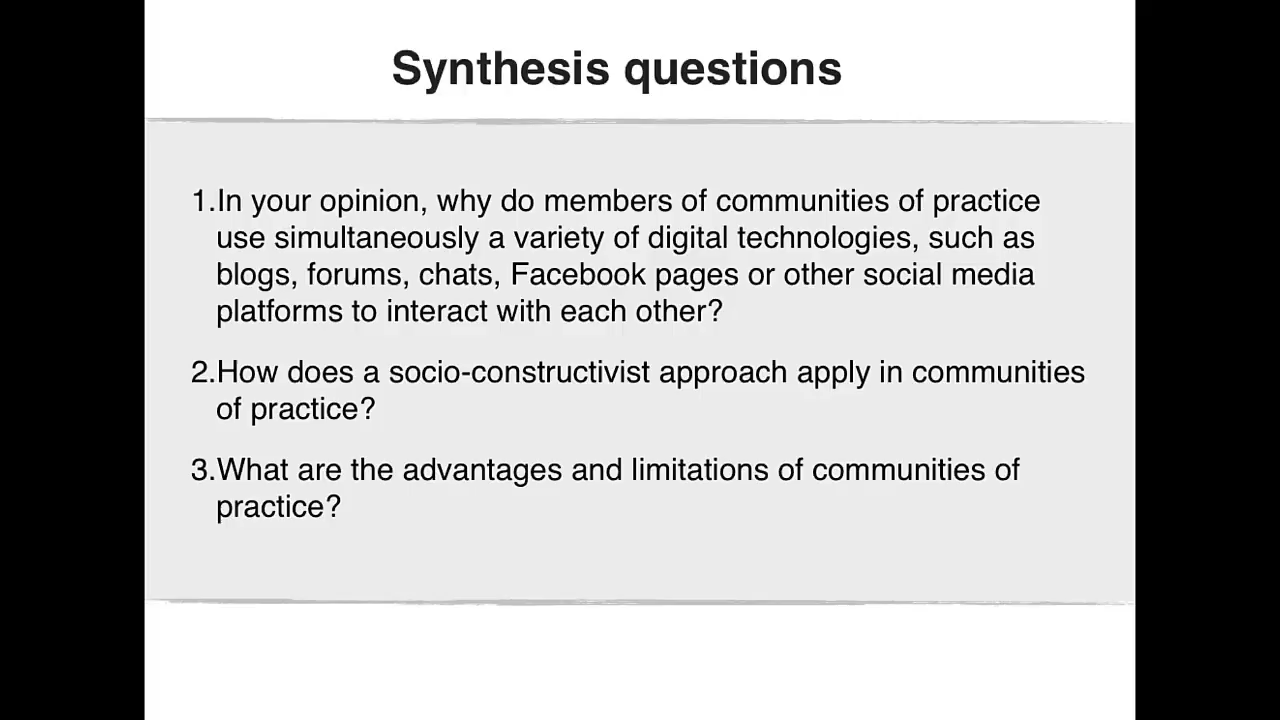 Synthesis questions
1.In your opinion, why do members of communities of practice
use simultaneously a variety of digital technologies, such as
blogs, forums, chats, Facebook pages or other social media
platforms to interact with each other?
2.How does a socio-constructivist approach apply in communities
of practice?
3.What are the advantages and limitations of communities of
practice?